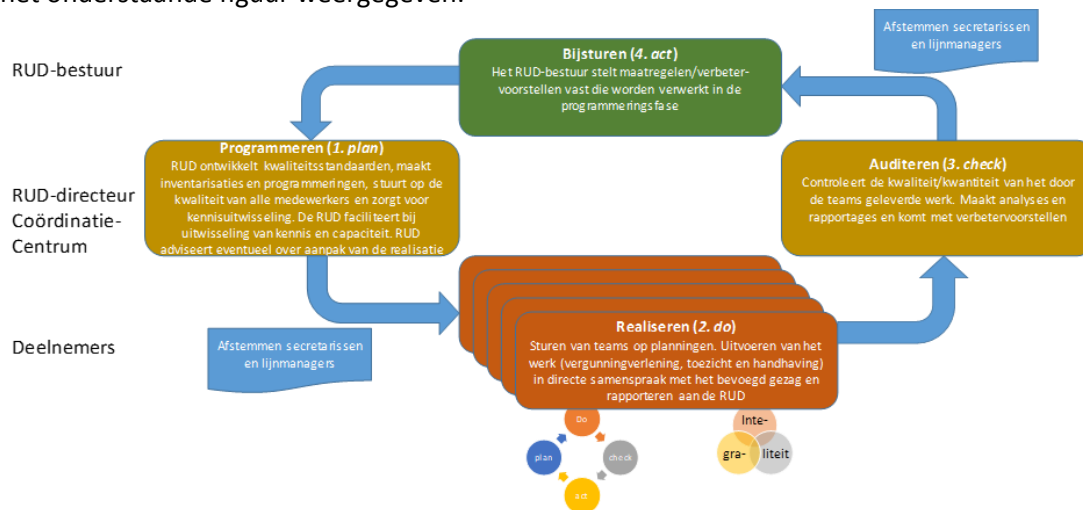 het onderstaande figuur weergegeven:
Afstemmen secretarissen
en lijnmanagers
RUD-bestuur
Bijsturen (4. act)
Het RUD-bestuur stelt maatregelen/verbeter-
voorstellen vast die worden verwerkt in de
programmeringsfase
RUD-directeur
Coördinatie-
Centrum
Programmeren (1. plan)
RUD ontwikkelt kwaliteitsstandaarden, maakt
inventarisaties en programmeringen, stuurt op de
kwaliteit van alle medewerkers en zorgt voor
kennisuitwisseling. De RUD faciliteert bij
uitwisseling van kennis en capaciteit. RUD
adviseert eventueel over aanpak van de realisatie
Auditeren (3. check)
Controleert de kwaliteit/kwantiteit van het door
de teams geleverde werk. Maakt analyses en
rapportages en komt met verbetervoorstellen
Deelnemers
Afstemmen secretarissen
en lijnmanagers
Realiseren (2. do)
Sturen van teams op planningen. Uitvoeren van het
werk (vergunningverlening, toezicht en handhaving)
in directe samenspraak met het bevoegd gezag en
rapporteren aan de RUD
Do
plan
check
act
Inte-
gra-
liteit